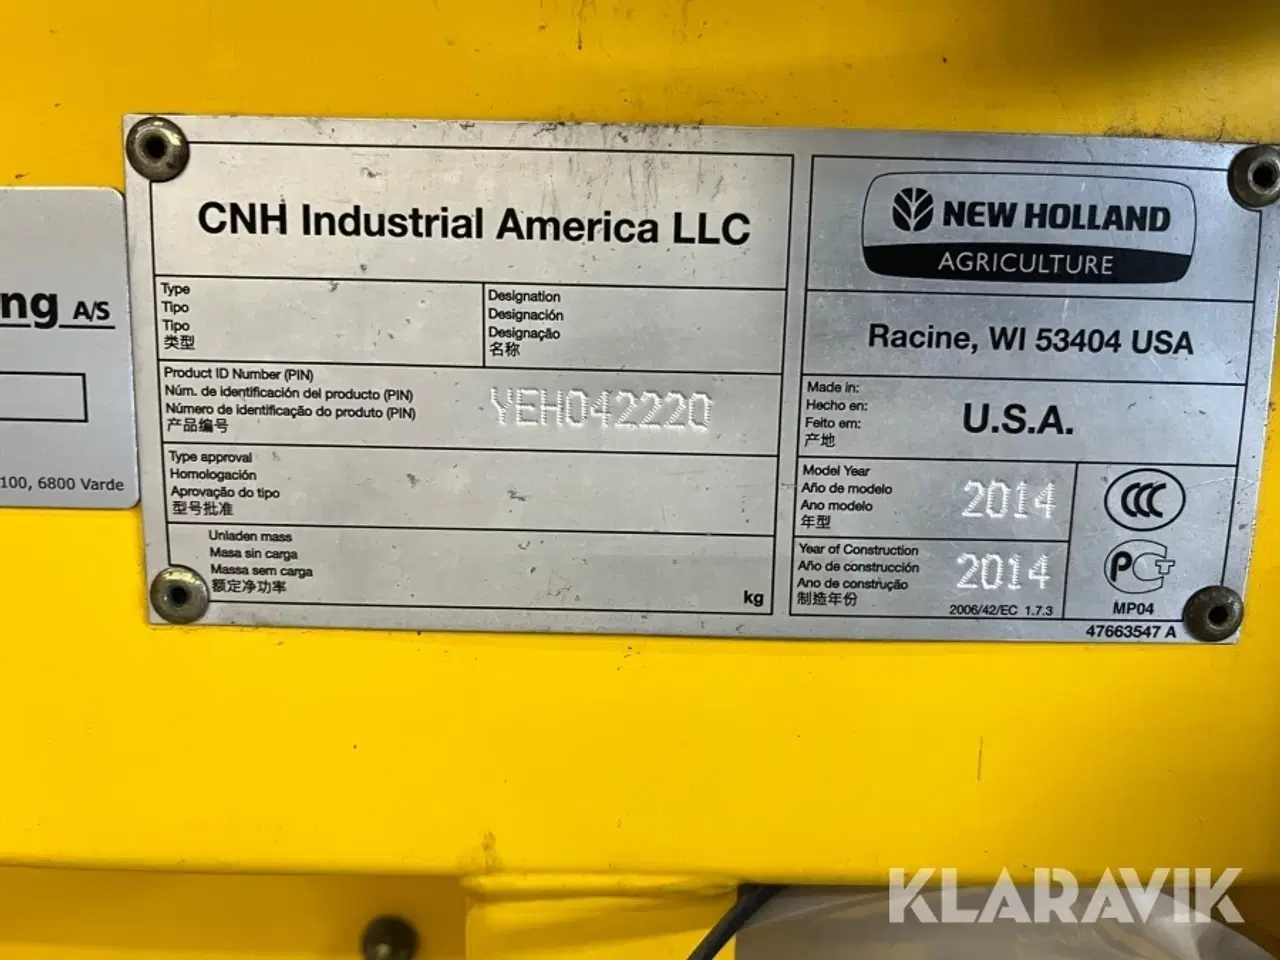 ng A/S
100, 6800 Varde
CNH Industrial America LLC
Type
Tipo
Tipo
类型
Designation
Designación
Designação
名称
Product ID Number (PIN)
Núm. de identificación del producto (PIN)
Número de identificação do produto (PIN)
产品编号
YEH042220
Type approval
Homologación
Aprovação do tipo
型号批准
Unladen mass
Masa sin carga
Massa sem carga
额定净功率
kg
NEW HOLLAND
AGRICULTURE
Racine, WI 53404 USA
Made in:
Hecho en:
Feito em:
产地
U.S.A.
Model Year
Año de modelo
Ano modelo
年型
2014
Year of Construction
Año de construcción
Ano de construção
制造年份
2014
2006/42/EC 1.7.3
CCC
PCT
MP04
47663547 A
KLARAVIK